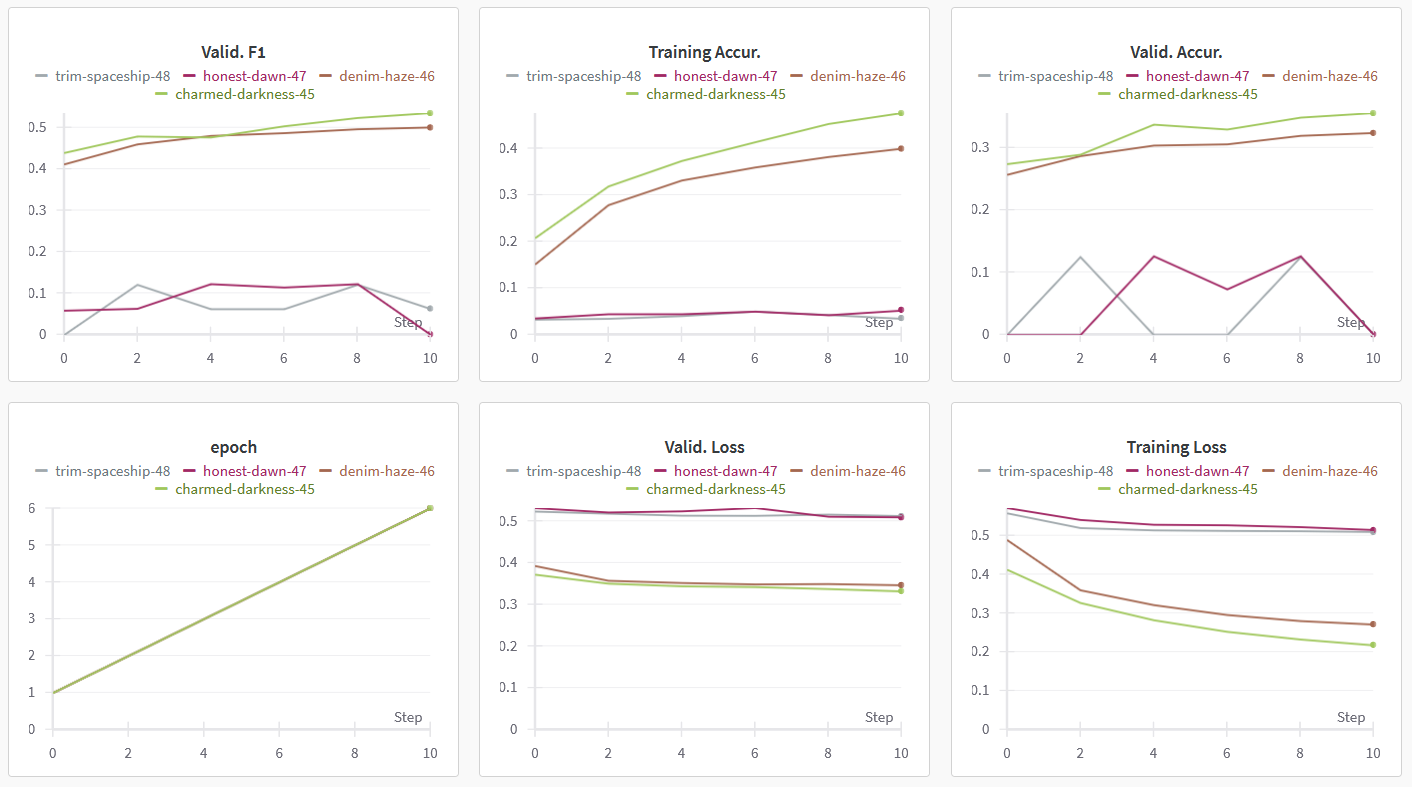 Valid. F1
trim-spaceship-48 honest-dawn-47 denim-haze-46
charmed-darkness-45
0.5
0.4
0.3
0.2
0.1
0
Step
0 2 4 6 8 10
Training Accur.
trim-spaceship-48 honest-dawn-47 denim-haze-46
charmed-darkness-45
0.4
0.3
0.2
0.1
0
Step
0 2 4 6 8 10
Valid. Accur.
trim-spaceship-48 honest-dawn-47 denim-haze-46
charmed-darkness-45
0.3
0.2
0.1
0
Step
0 2 4 6 8 10
epoch
trim-spaceship-48 honest-dawn-47 denim-haze-46
charmed-darkness-45
6
5
4
3
2
1
0
Step
0 2 4 6 8 10
Valid. Loss
trim-spaceship-48 honest-dawn-47 denim-haze-46
charmed-darkness-45
0.5
0.4
0.3
0.2
0.1
0
Step
0 2 4 6 8 10
Training Loss
trim-spaceship-48 honest-dawn-47 denim-haze-46
charmed-darkness-45
0.5
0.4
0.3
0.2
0.1
0
Step
0 2 4 6 8 10